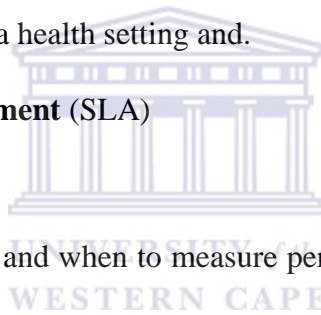 a health setting and.
ment (SLA)
and when to measure per
UNIVERSITY of the
WESTERN CAPE